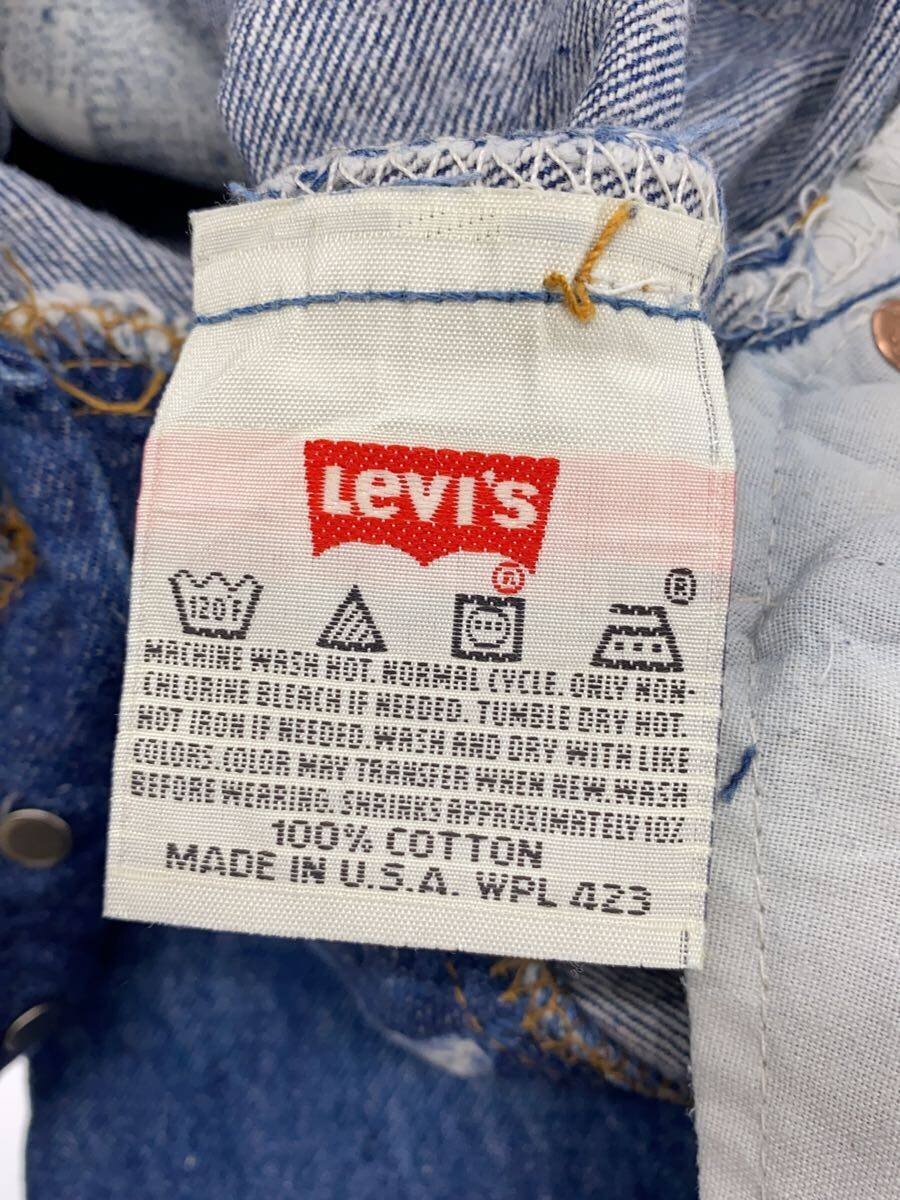 Levi's
®
®
120°F
MACHINE WASH HOT. NORMAL CYCLE. ONLY NON-
CHLORINE BLEACH IF NEEDED. TUMBLE DRY HOT.
HOT IRON IF NEEDED.WASH AND DRY WITH LIKE
COLORS.COLOR MAY TRANSFER WHEN NEW.WASH
BEFORE WEARING. SHRINKS APPROXIMATELY 10%
100% COTTON
MADE IN U.S.A. WPL 423